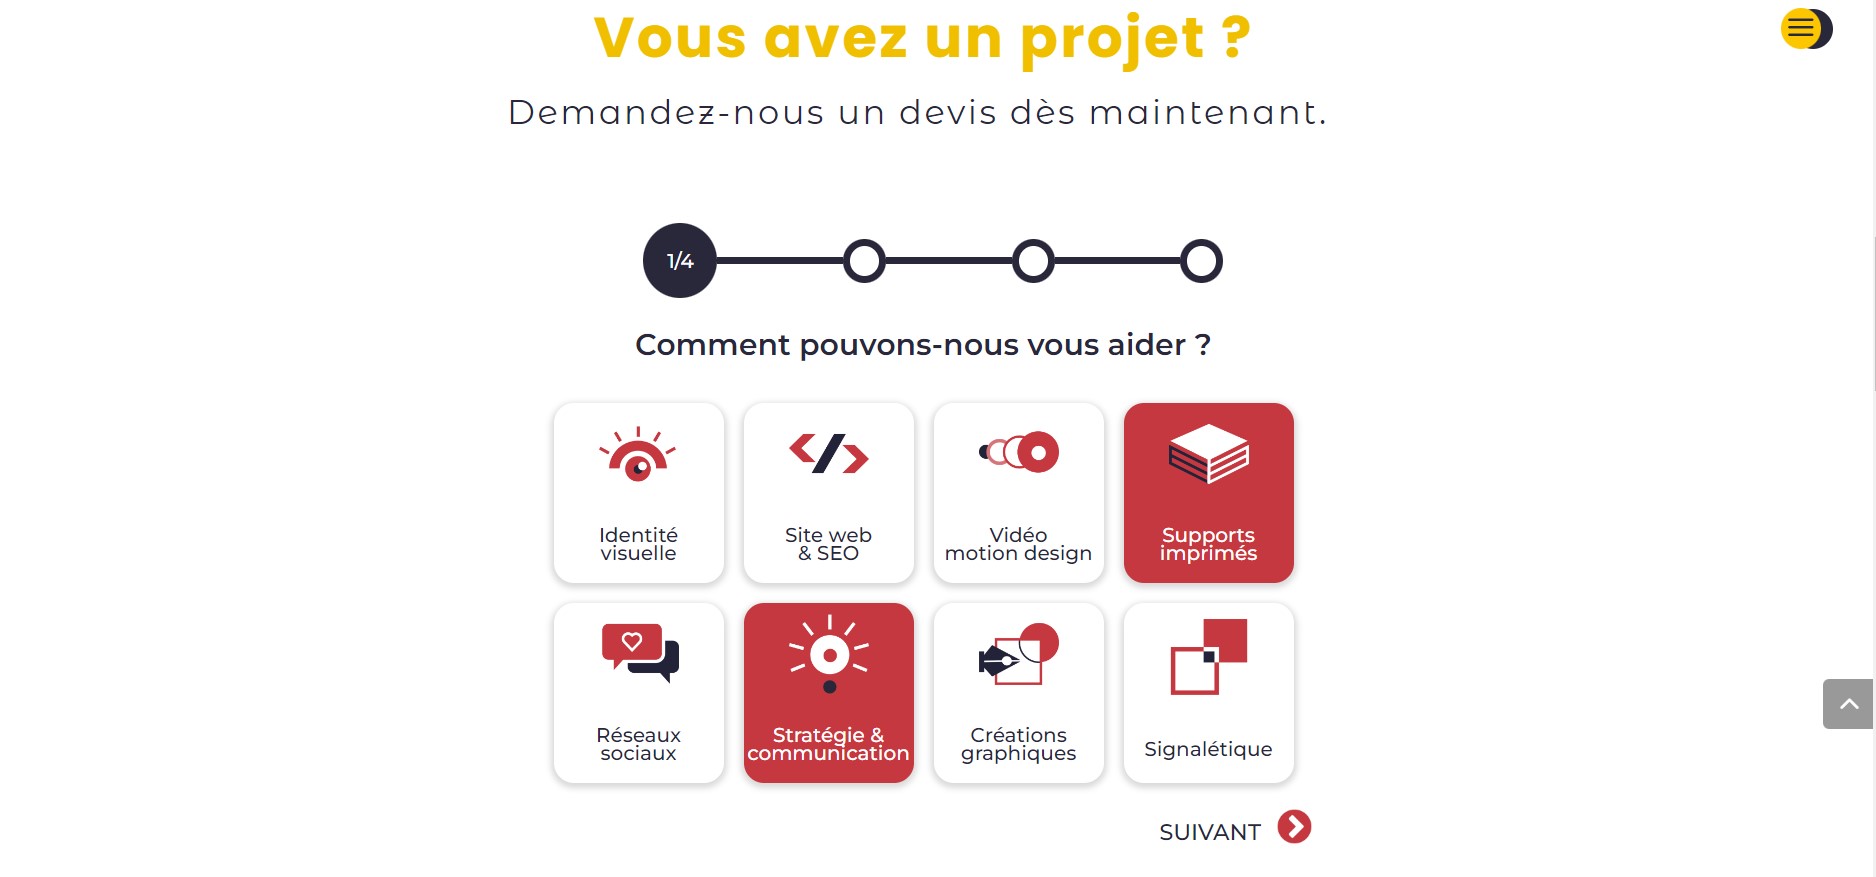 Vous avez un projet ?
Demandez-nous un devis dès maintenant.
1/4
Comment pouvons-nous vous aider ?
Identité
visuelle
Site web
& SEO
Vidéo
motion design
Supports
imprimés
Réseaux
sociaux
Stratégie &
communication
Créations
graphiques
Signalétique
SUIVANT